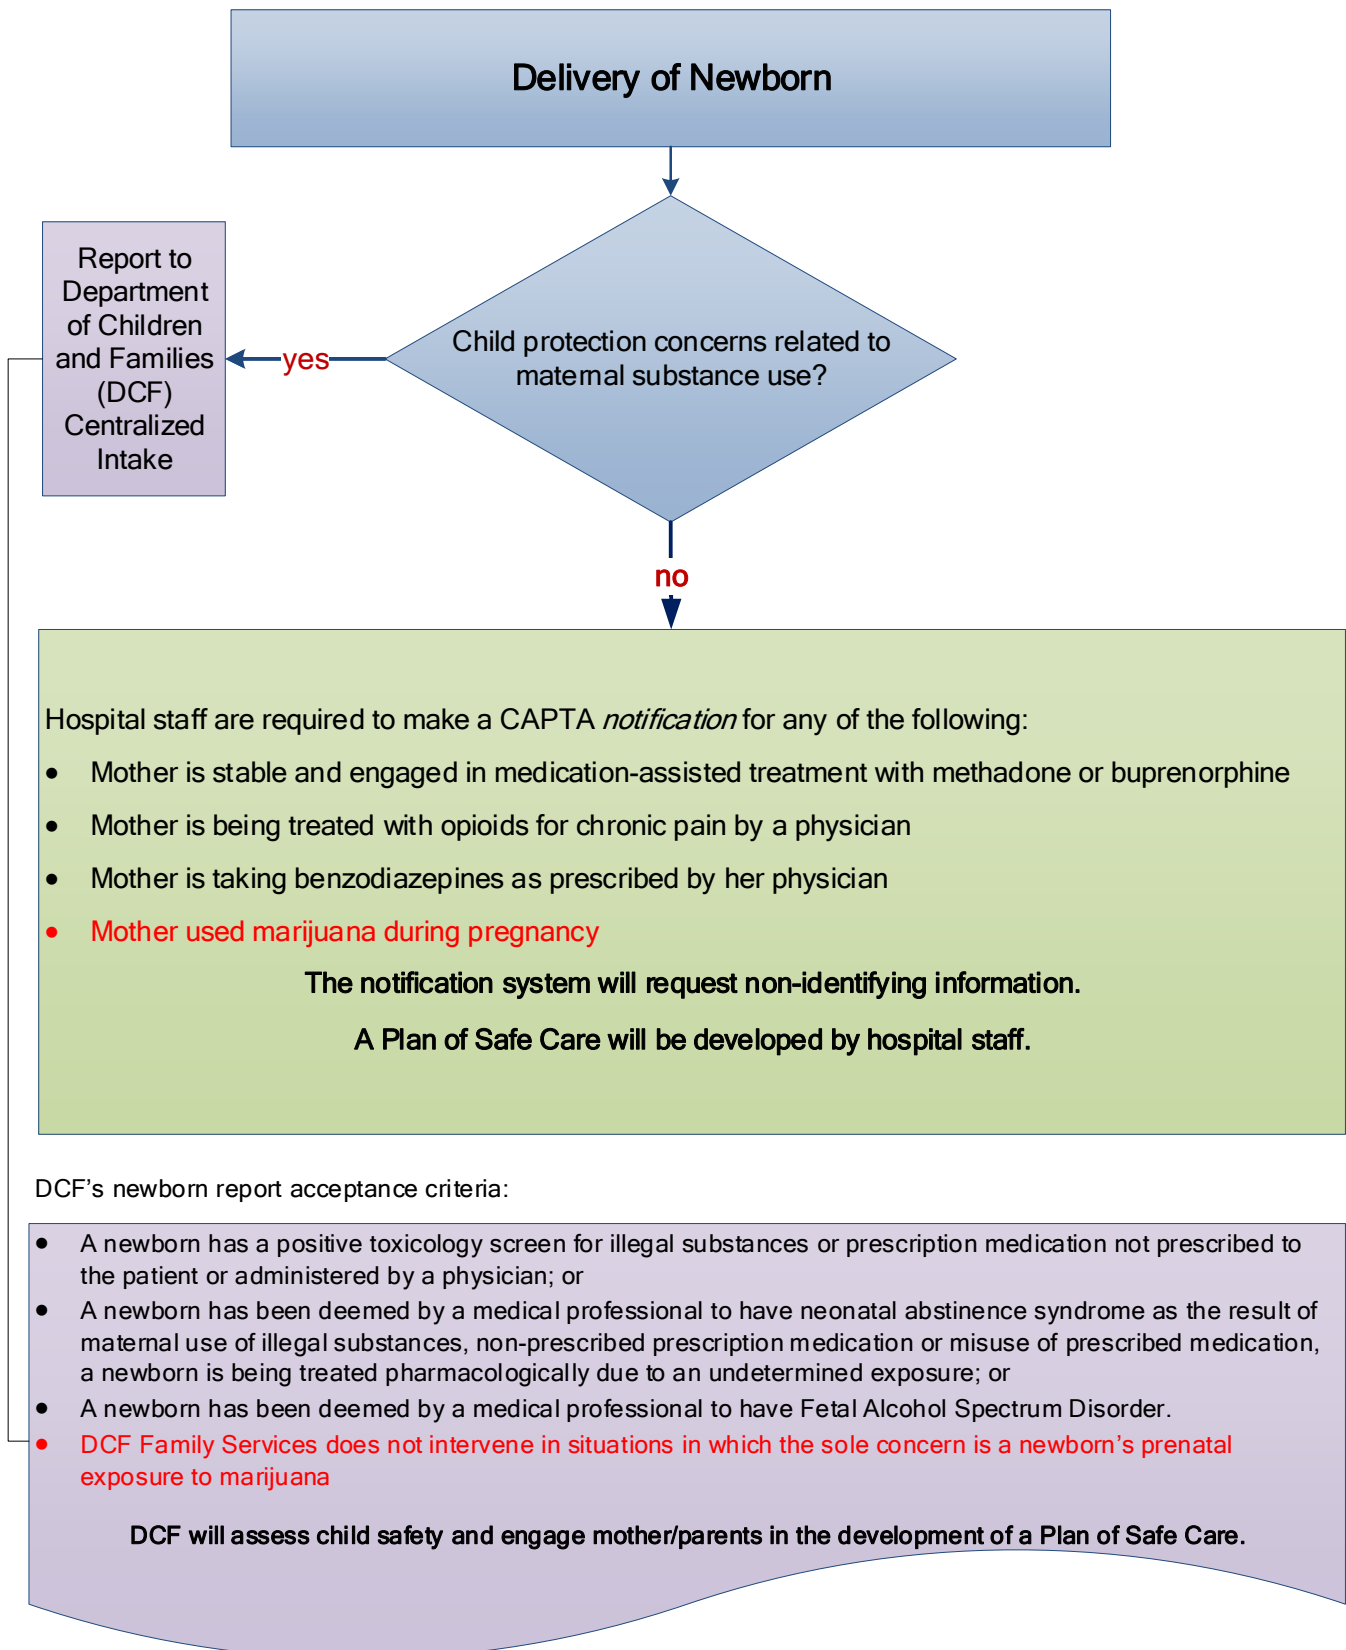 Delivery of Newborn
Report to
Department
of Children
and Families
(DCF)
Centralized
Intake
yes
Child protection concerns related to
maternal substance use?
no
Hospital staff are required to make a CAPTA notification for any of the following:
• Mother is stable and engaged in medication-assisted treatment with methadone or buprenorphine
• Mother is being treated with opioids for chronic pain by a physician
• Mother is taking benzodiazepines as prescribed by her physician
• Mother used marijuana during pregnancy
The notification system will request non-identifying information.
A Plan of Safe Care will be developed by hospital staff.
DCF’s newborn report acceptance criteria:
• A newborn has a positive toxicology screen for illegal substances or prescription medication not prescribed to
the patient or administered by a physician; or
• A newborn has been deemed by a medical professional to have neonatal abstinence syndrome as the result of
maternal use of illegal substances, non-prescribed prescription medication or misuse of prescribed medication,
a newborn is being treated pharmacologically due to an undetermined exposure; or
• A newborn has been deemed by a medical professional to have Fetal Alcohol Spectrum Disorder.
• DCF Family Services does not intervene in situations in which the sole concern is a newborn’s prenatal
exposure to marijuana
DCF will assess child safety and engage mother/parents in the development of a Plan of Safe Care.